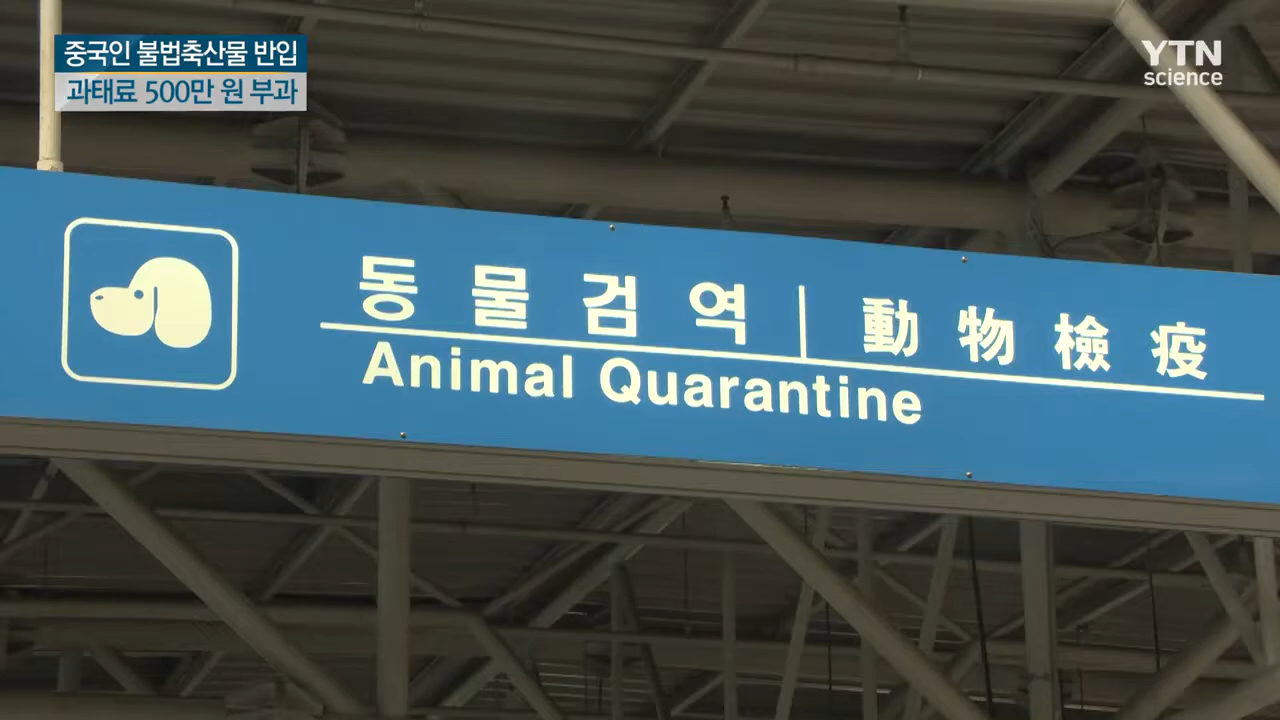 중국인 불법축산물 반입
과태료 500만 원 부과
YTN
science
동물검역 | 動物檢疫
Animal Quarantine